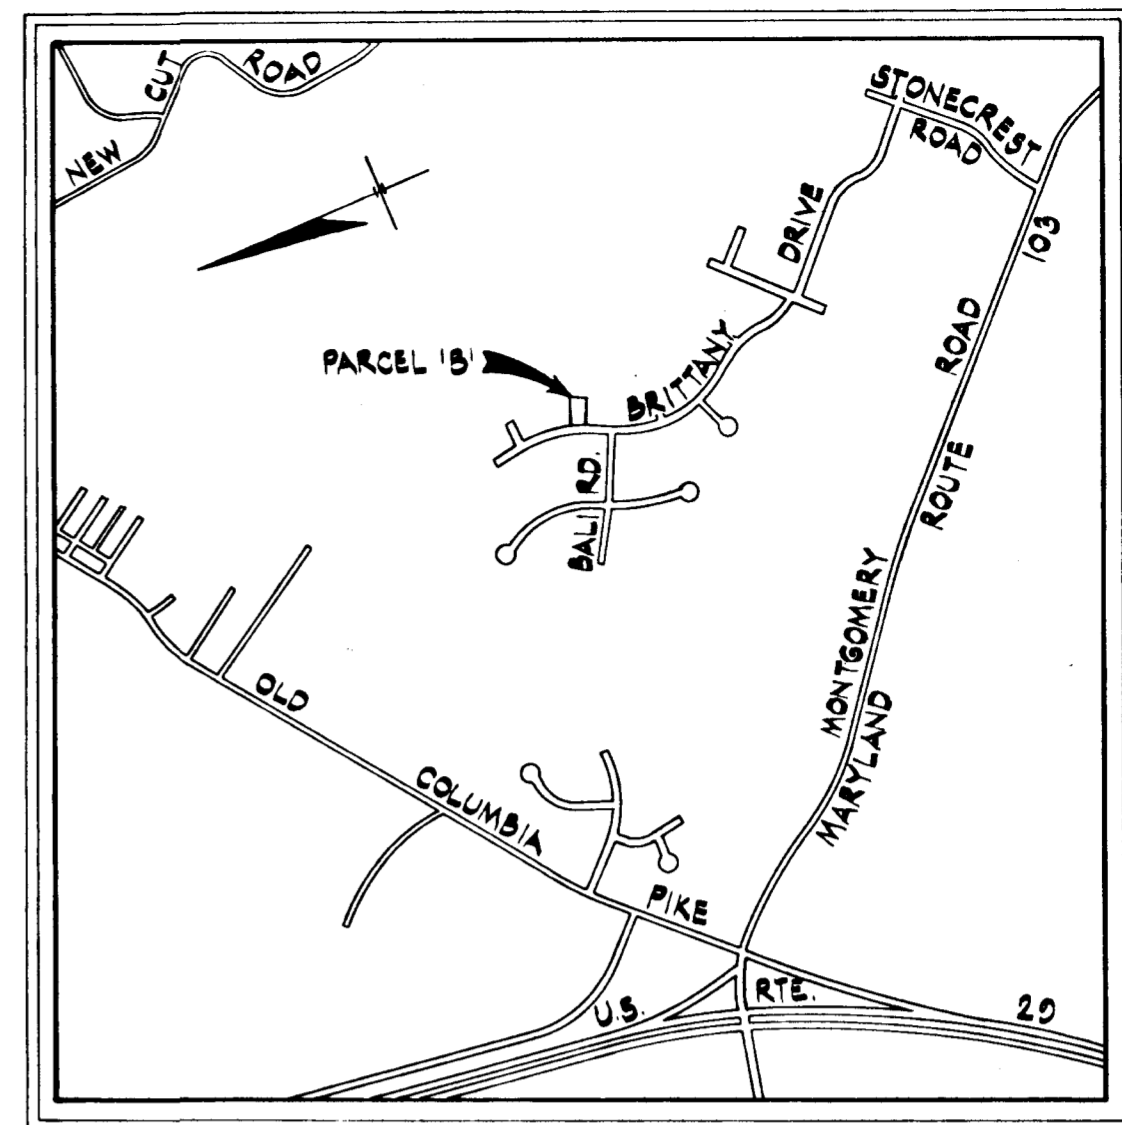 NEW CUT ROAD
STONECREST
ROAD
BRITTANY DRIVE
PARCEL 'B'
BALI RD.
MONTGOMERY ROAD
MARYLAND ROUTE 103
OLD COLUMBIA PIKE
U.S. RTE. 29